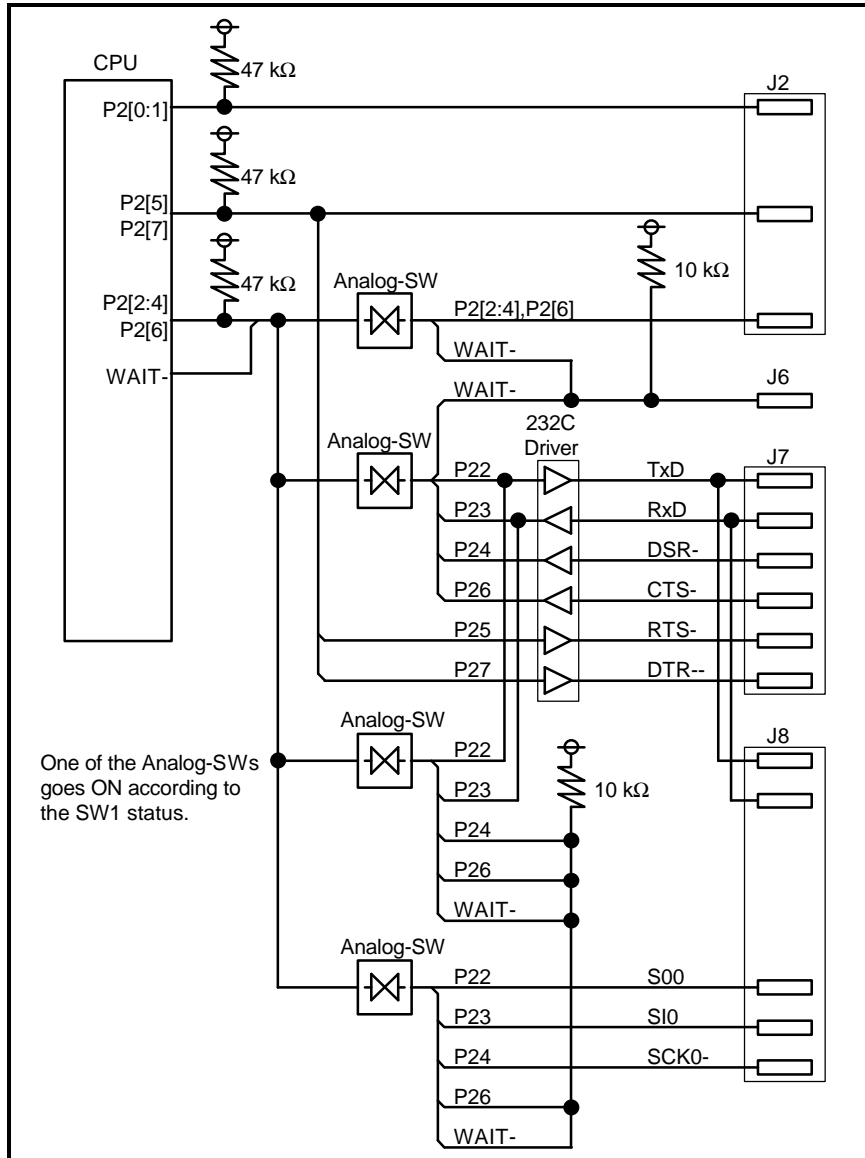 CPU
47 kΩ
J2
P2[0:1]
47 kΩ
P2[5]
P2[7]
47 kΩ
10 kΩ
Analog-SW
P2[2:4]
P2[6]
P2[2:4],P2[6]
WAIT-
WAIT-
WAIT-
J6
232C
Driver
Analog-SW
J7
P22
TxD
P23
RxD
P24
DSR-
P26
CTS-
P25
RTS-
P27
DTR--
Analog-SW
J8
P22
One of the Analog-SWs
goes ON according to
the SW1 status.
P23
10 kΩ
P24
P26
WAIT-
Analog-SW
P22
S00
P23
SI0
P24
SCK0-
P26
WAIT-